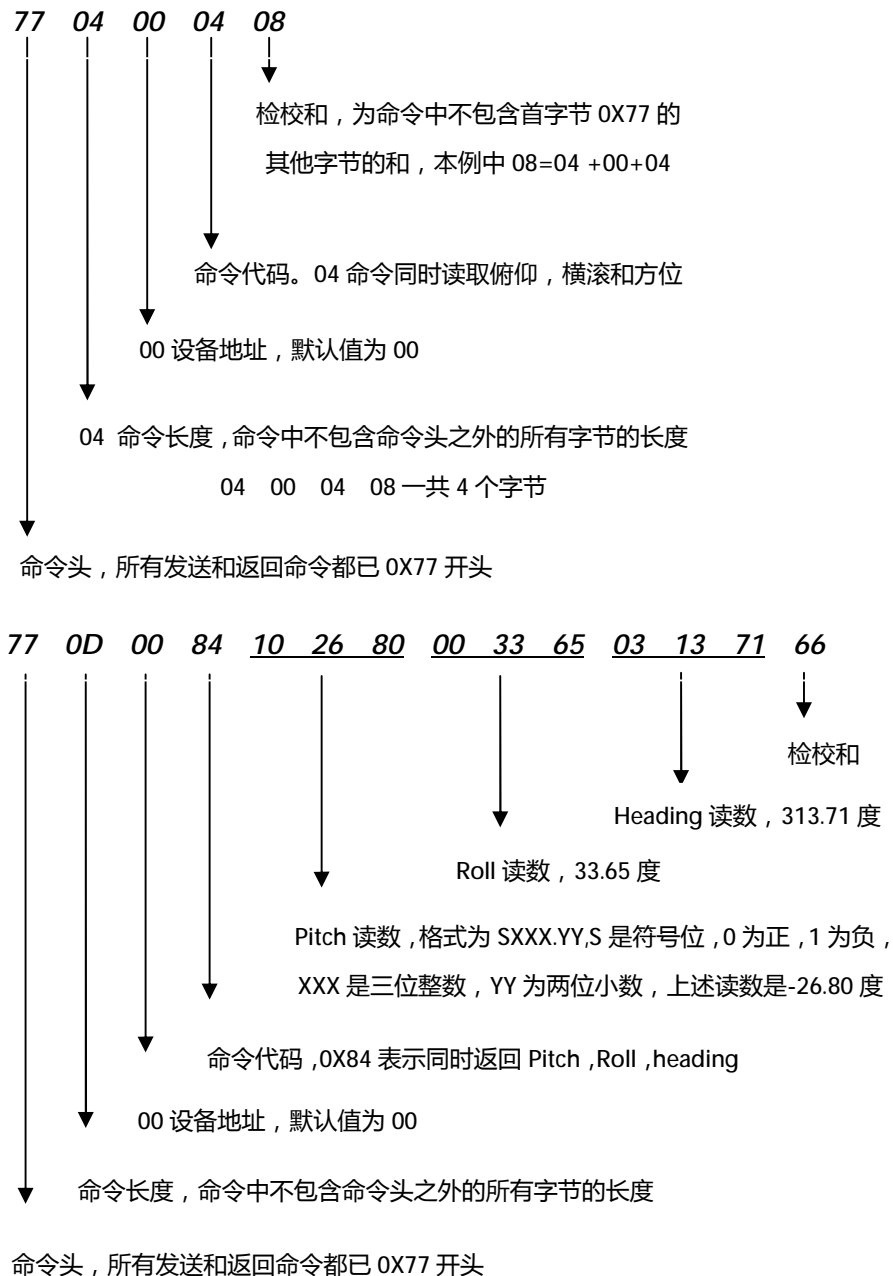 77 04 00 04 08
检校和，为命令中不包含首字节 0X77 的
其他字节的和，本例中 08=04 +00+04
命令代码。04 命令同时读取俯仰，横滚和方位
00 设备地址，默认值为 00
04 命令长度，命令中不包含命令头之外的所有字节的长度
04 00 04 08 一共 4 个字节
命令头，所有发送和返回命令都已 0X77 开头
77 0D 00 84 10 26 80 00 33 65 03 13 71 66
检校和
Heading 读数，313.71 度
Roll 读数，33.65 度
Pitch 读数，格式为 SXXX.YY,S 是符号位，0 为正，1 为负，
XXX 是三位整数，YY 为两位小数，上述读数是-26.80 度
命令代码，0X84 表示同时返回 Pitch，Roll，heading
00 设备地址，默认值为 00
命令长度，命令中不包含命令头之外的所有字节的长度
命令头，所有发送和返回命令都已 0X77 开头